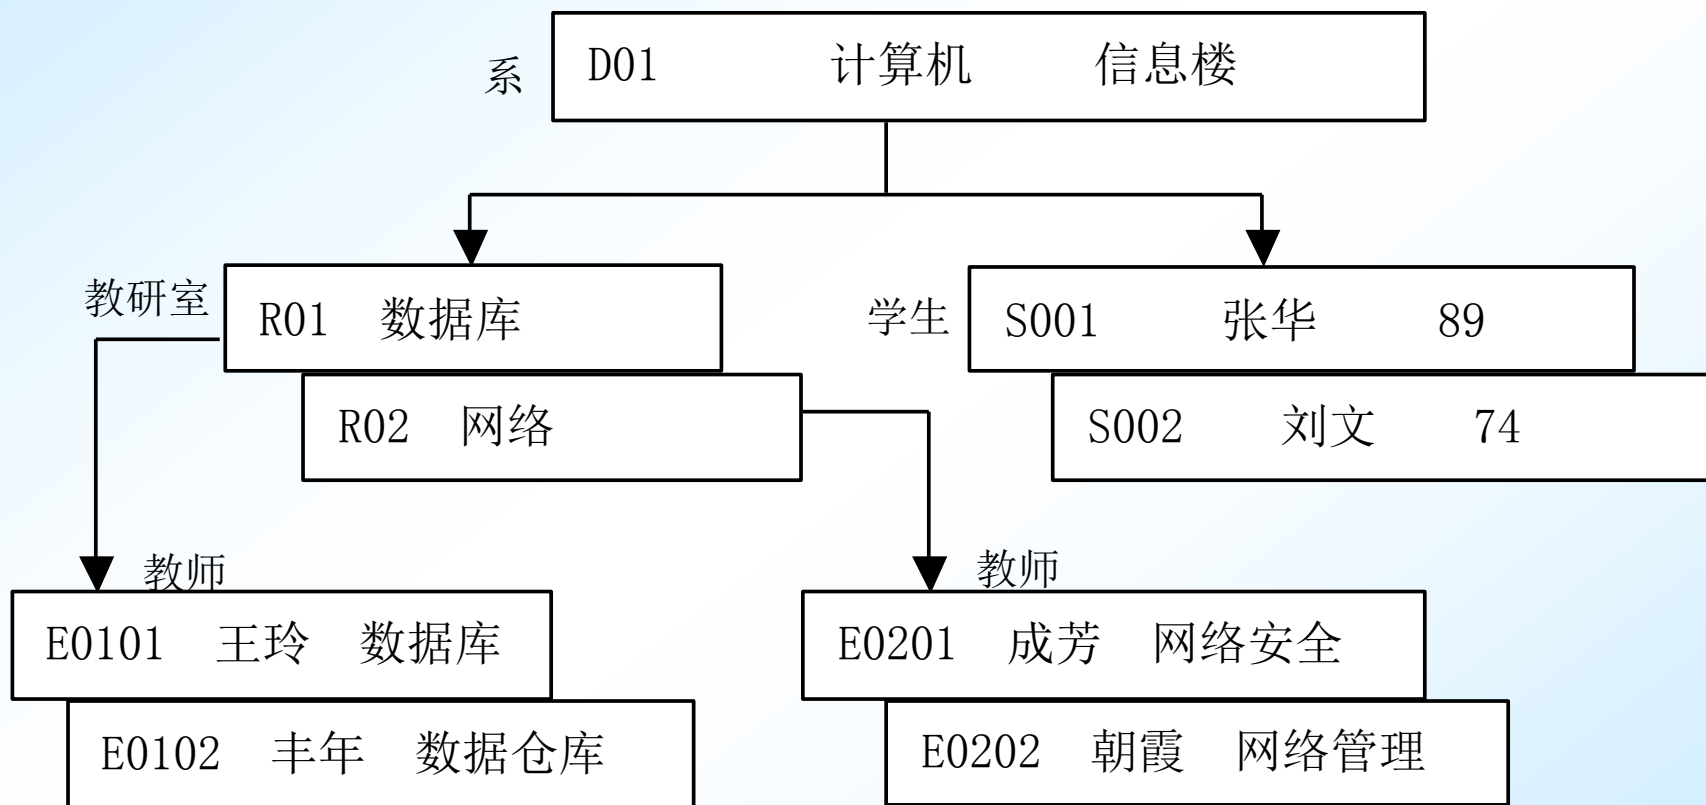 系
D01 计算机 信息楼
教研室
R01 数据库
R02 网络
学生
S001 张华 89
S002 刘文 74
教师
E0101 王玲 数据库
E0102 丰年 数据仓库
教师
E0201 成芳 网络安全
E0202 朝霞 网络管理